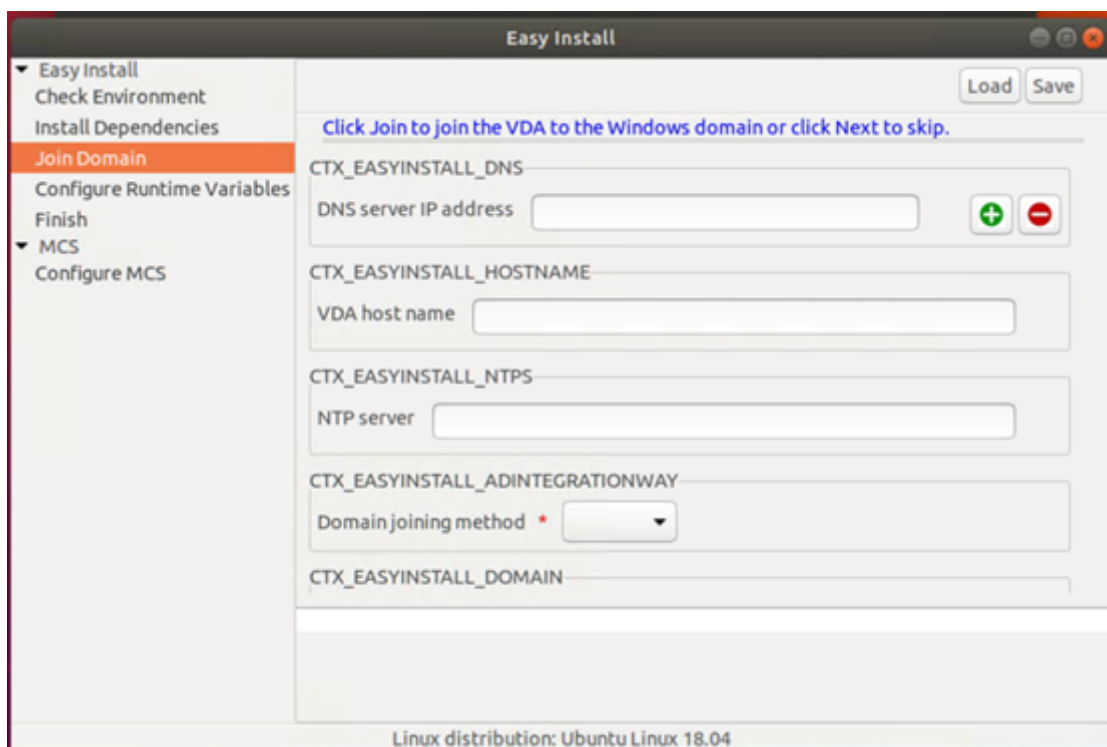 Easy Install
Easy Install
Check Environment
Install Dependencies
Join Domain
Configure Runtime Variables
Finish
MCS
Configure MCS
Load Save
Click Join to join the VDA to the Windows domain or click Next to skip.
CTX_EASYINSTALL_DNS
DNS server IP address
CTX_EASYINSTALL_HOSTNAME
VDA host name
CTX_EASYINSTALL_NTPS
NTP server
CTX_EASYINSTALL_ADINTEGRATIONWAY
Domain joining method *
CTX_EASYINSTALL_DOMAIN
Linux distribution: Ubuntu Linux 18.04